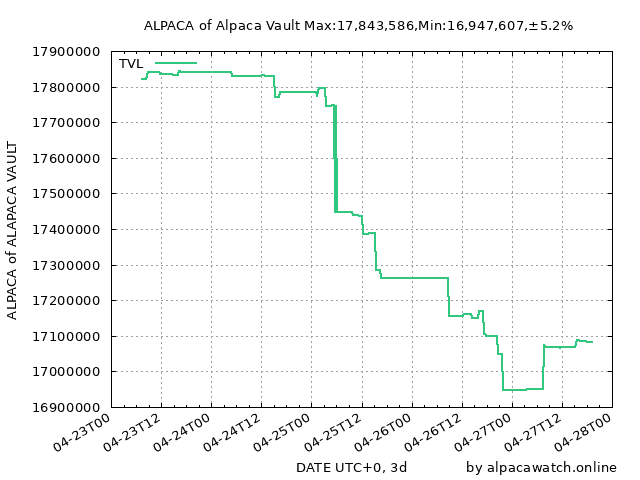 ALPACA of Alpaca Vault Max:17,843,586,Min:16,947,607,±5.2%
TVL
17900000
17800000
17700000
17600000
17500000
17400000
17300000
17200000
17100000
17000000
16900000
ALPACA of ALAPACA VAULT
04-23T00
04-23T12
04-24T00
04-24T12
04-25T00
04-25T12
04-26T00
04-26T12
04-27T00
04-27T12
04-28T00
DATE UTC+0, 3d
by alpacawatch.online